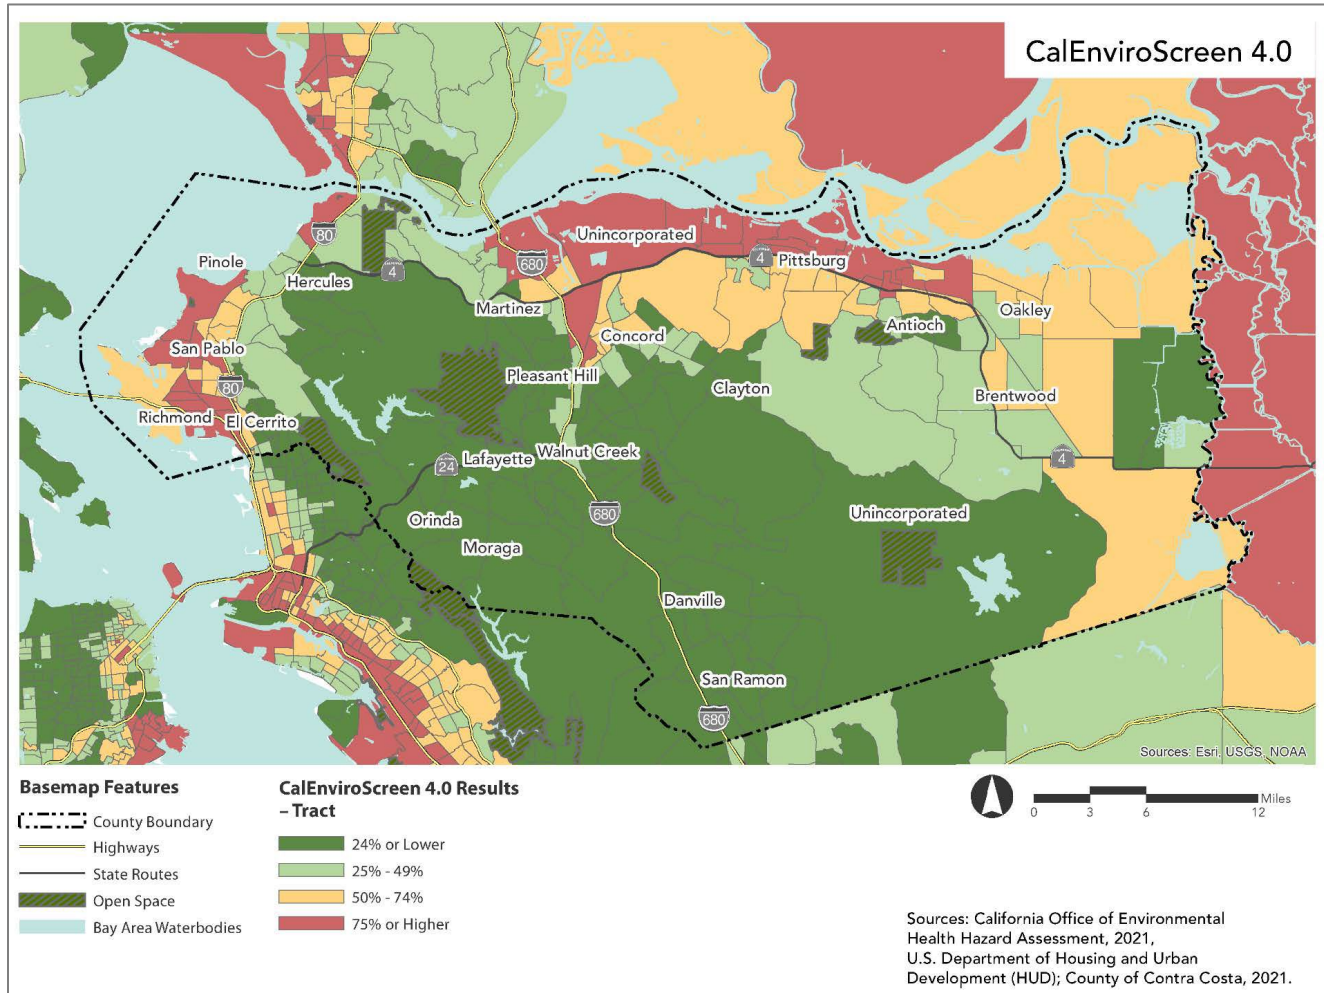 CalEnviroScreen 4.0
Unincorporated
80
Pinole
4
680
Pittsburg
4
Hercules
Martinez
Oakley
Antioch
Concord
San Pablo
Pleasant Hill
Clayton
80
Brentwood
Richmond
El Cerrito
Walnut Creek
Lafayette
24
4
680
Unincorporated
Orinda
Moraga
Danville
San Ramon
680
Sources: Esri, USGS, NOAA
Basemap Features
County Boundary
Highways
State Routes
Open Space
Bay Area Waterbodies
CalEnviroScreen 4.0 Results
– Tract
24% or Lower
25% - 49%
50% - 74%
75% or Higher
Miles
0 3 6 12
Sources: California Office of Environmental
Health Hazard Assessment, 2021,
U.S. Department of Housing and Urban
Development (HUD); County of Contra Costa, 2021.